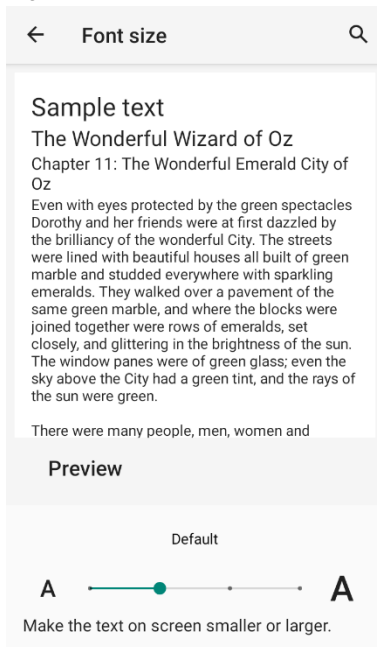 Font size
Sample text
The Wonderful Wizard of Oz
Chapter 11: The Wonderful Emerald City of
Oz
Even with eyes protected by the green spectacles
Dorothy and her friends were at first dazzled by
the brilliancy of the wonderful City. The streets
were lined with beautiful houses all built of green
marble and studded everywhere with sparkling
emeralds. They walked over a pavement of the
same green marble, and where the blocks were
joined together were rows of emeralds, set
closely, and glittering in the brightness of the sun.
The window panes were of green glass; even the
sky above the City had a green tint, and the rays of
the sun were green.
There were many people, men, women and
Preview
Default
A A
Make the text on screen smaller or larger.